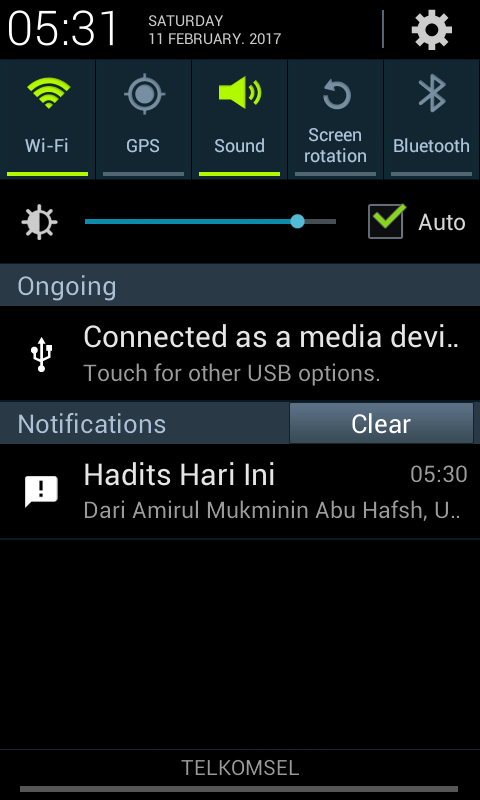 05:31
SATURDAY
11 FEBRUARY. 2017
Wi-Fi
GPS
Sound
Screen
rotation
Bluetooth
Auto
Ongoing
Connected as a media devi..
Touch for other USB options.
Notifications
Clear
Hadits Hari Ini
05:30
Dari Amirul Mukminin Abu Hafsh, U..
TELKOMSEL